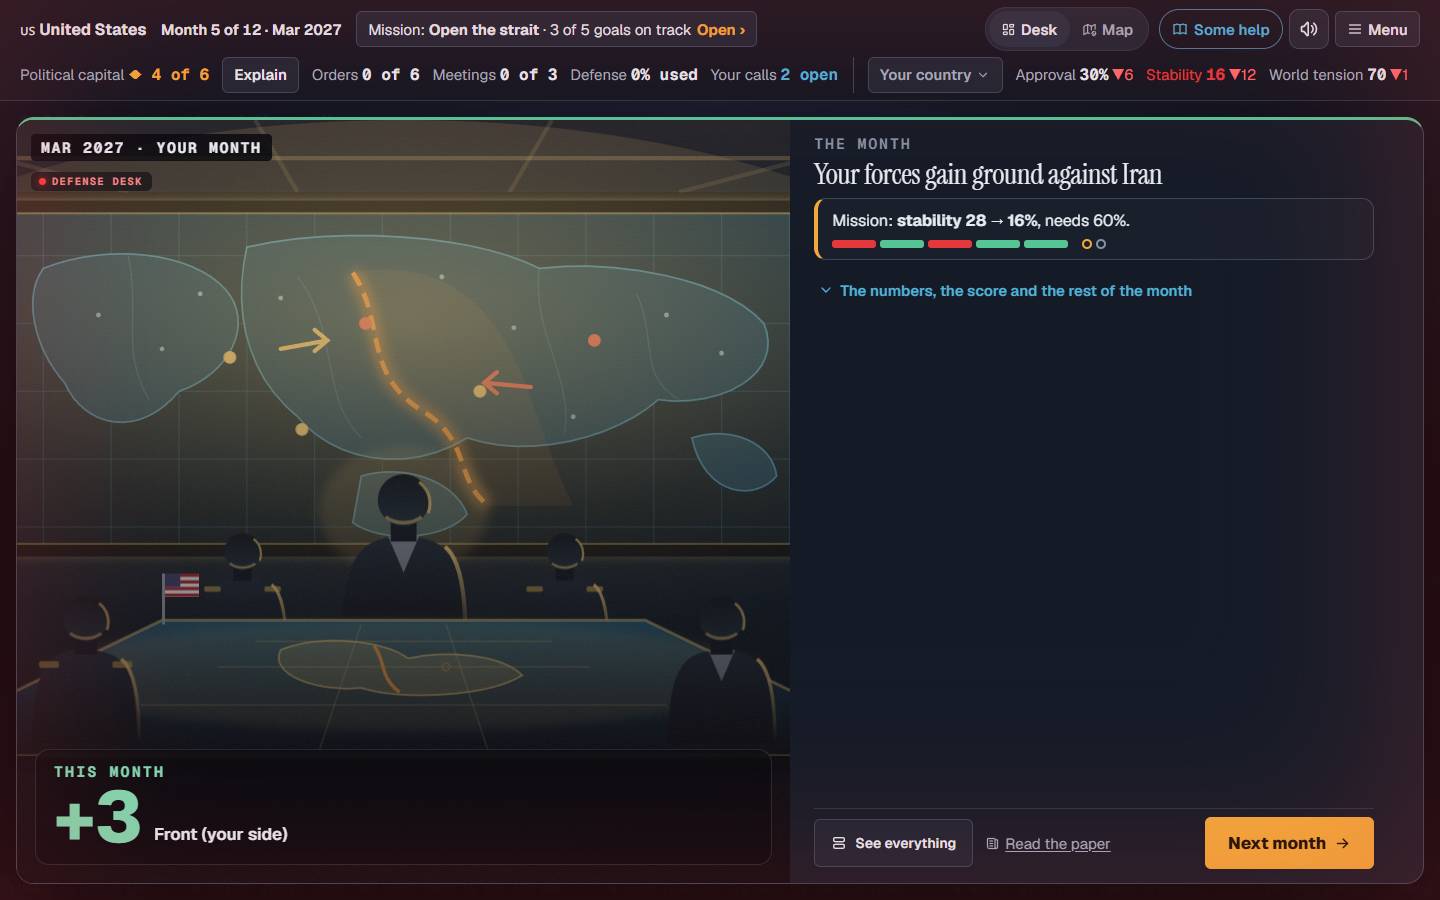 US United States Month 5 of 12 · Mar 2027 Mission: Open the strait · 3 of 5 goals on track Open › Desk Map Some help Menu
Political capital 4 of 6 Explain Orders 0 of 6 Meetings 0 of 3 Defense 0% used Your calls 2 open Your country Approval 30% ▼6 Stability 16 ▼12 World tension 70 ▼1
MAR 2027 · YOUR MONTH
DEFENSE DESK
THE MONTH
Your forces gain ground against Iran
Mission: stability 28 → 16%, needs 60%.
The numbers, the score and the rest of the month
THIS MONTH
+3 Front (your side)
See everything Read the paper Next month →